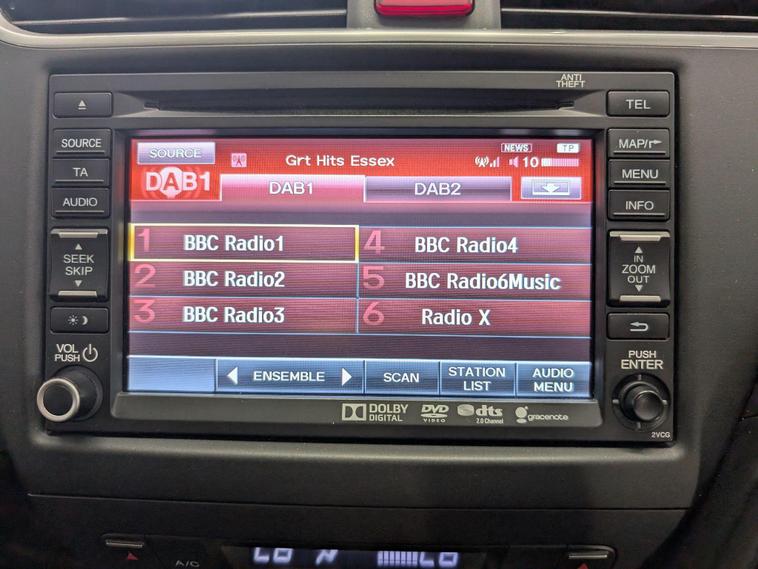 ANTI
THEFT
TEL
SOURCE
MAP/
TA
MENU
AUDIO
INFO
SEEK
SKIP
IN
ZOOM
OUT
VOL
PUSH
PUSH
ENTER
SOURCE
Grt Hits Essex
NEWS
TP
10
DAB1
DAB1
DAB2
1 BBC Radio1
4 BBC Radio4
2 BBC Radio2
5 BBC Radio6Music
3 BBC Radio3
6 Radio X
ENSEMBLE
SCAN
STATION
LIST
AUDIO
MENU
DOLBY
DIGITAL
DVD
VIDEO
dts
2.0 Channel
gracenote
2VCG
A/C
LO
LO